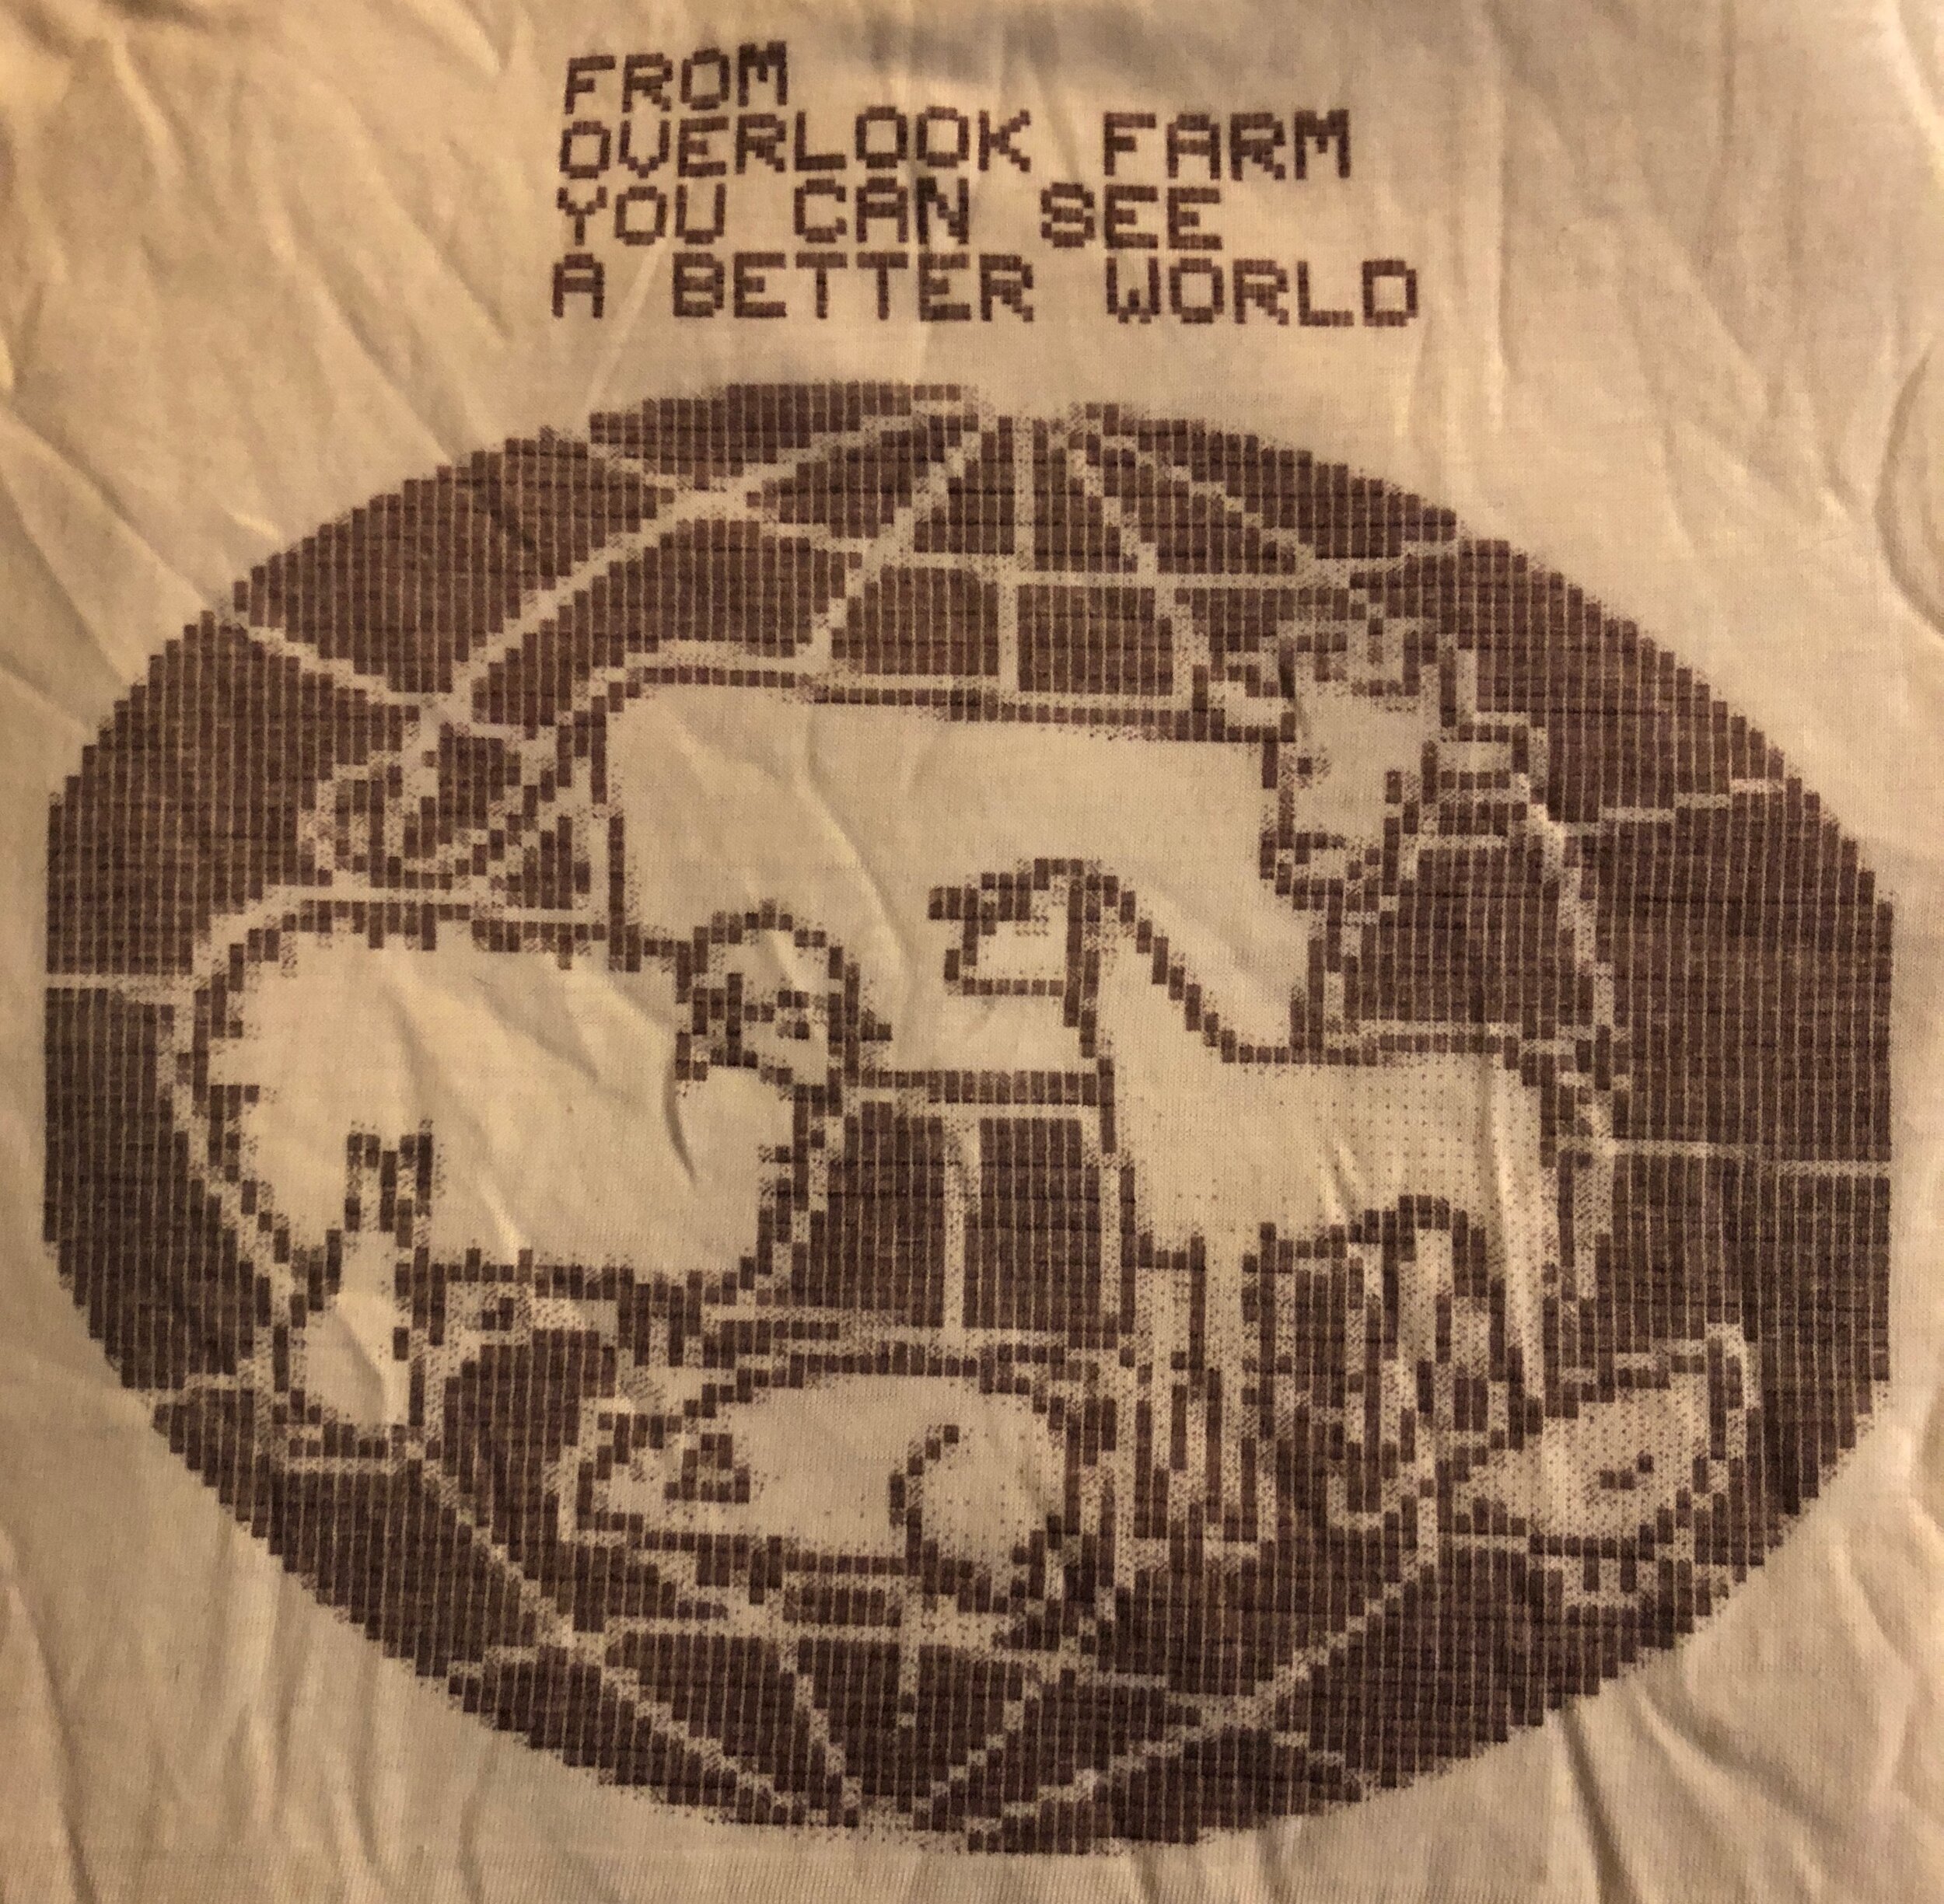 FROM
OVERLOOK FARM
YOU CAN SEE
A BETTER WORLD